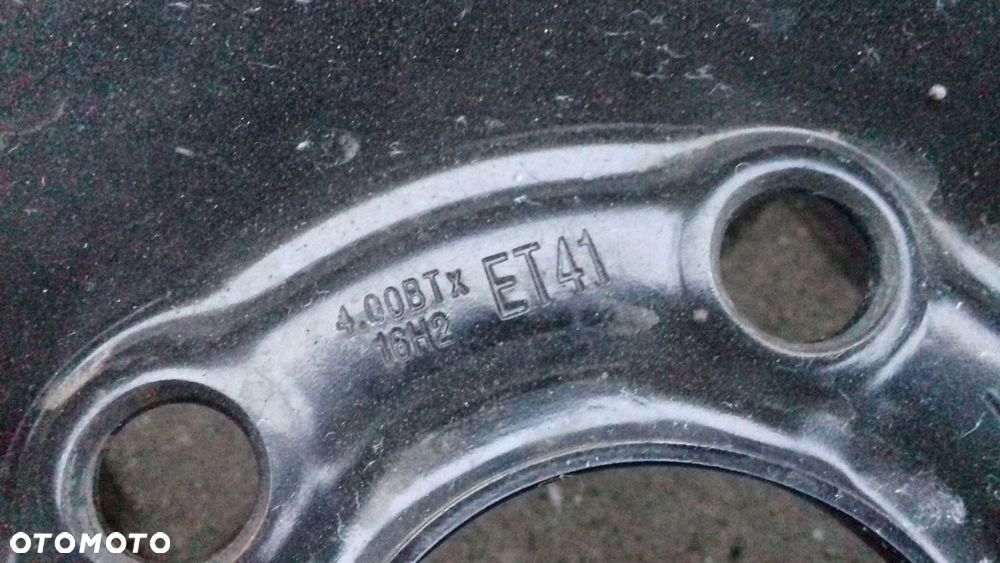 4.00BTx
16H2
ET41
OTOMOTO